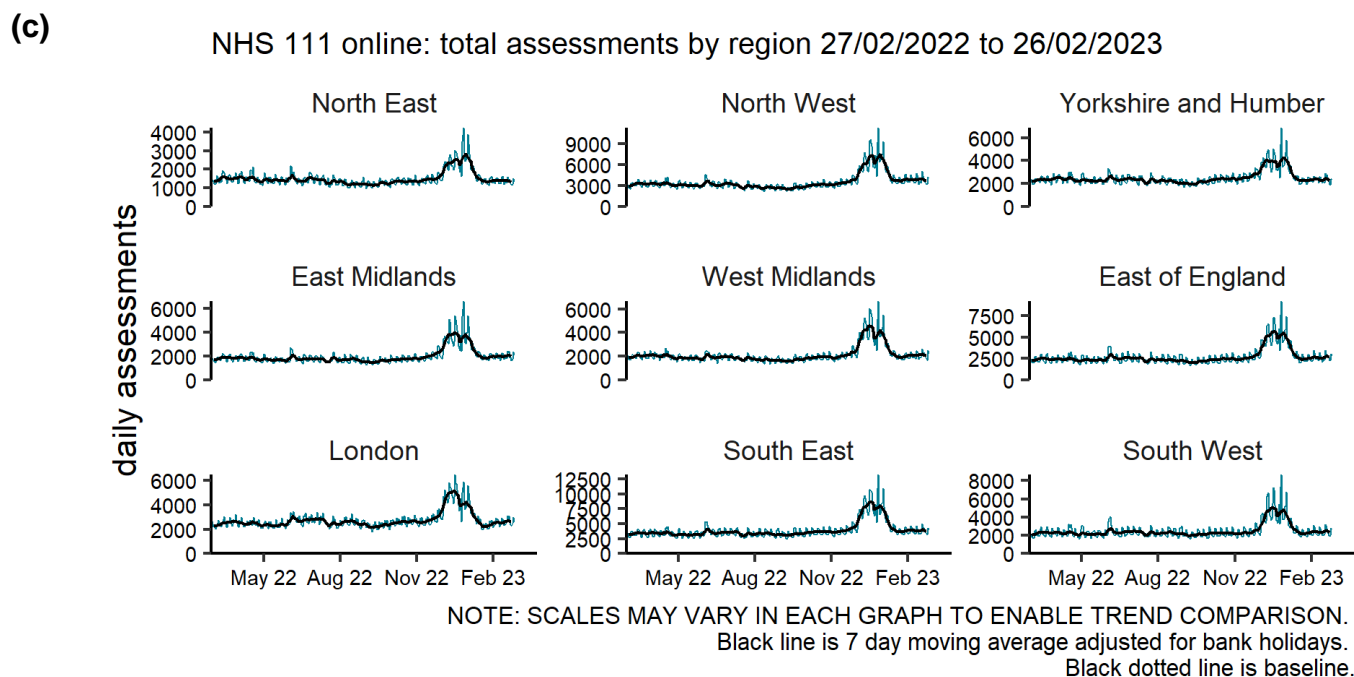 (c)
NHS 111 online: total assessments by region 27/02/2022 to 26/02/2023
daily assessments
North East
4000
3000
2000
1000
0
North West
9000
6000
3000
0
Yorkshire and Humber
6000
4000
2000
0
East Midlands
6000
4000
2000
0
West Midlands
6000
4000
2000
0
East of England
7500
5000
2500
0
London
6000
4000
2000
0
South East
12500
10000
7500
5000
2500
0
South West
8000
6000
4000
2000
0
May 22 Aug 22 Nov 22 Feb 23
May 22 Aug 22 Nov 22 Feb 23
May 22 Aug 22 Nov 22 Feb 23
NOTE: SCALES MAY VARY IN EACH GRAPH TO ENABLE TREND COMPARISON.
Black line is 7 day moving average adjusted for bank holidays.
Black dotted line is baseline.